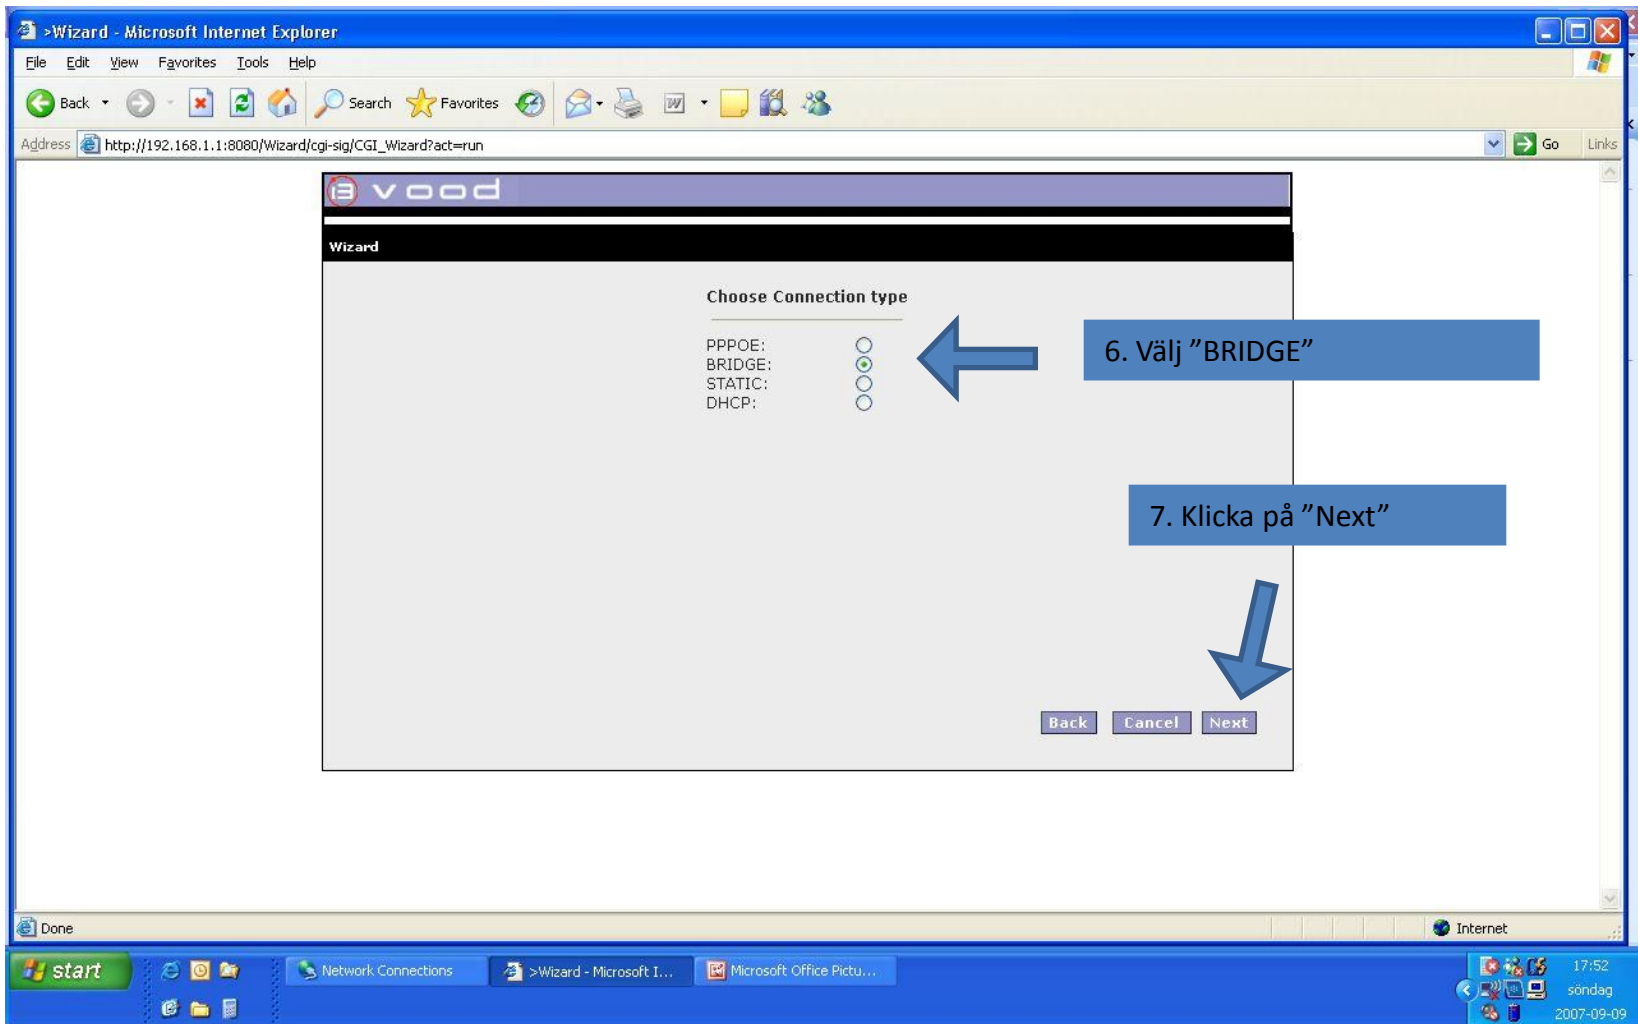 >Wizard - Microsoft Internet Explorer
File Edit View Favorites Tools Help
Back Search Favorites
Address http://192.168.1.1:8080/Wizard/cgi-sig/CGI_Wizard?act=run Go Links
i3 vood
Wizard
Choose Connection type
PPPOE:
BRIDGE:
STATIC:
DHCP:
6. Välj ”BRIDGE”
7. Klicka på ”Next”
Back Cancel Next
Done Internet
start Network Connections >Wizard - Microsoft I... Microsoft Office Pictu...
17:52
söndag
2007-09-09